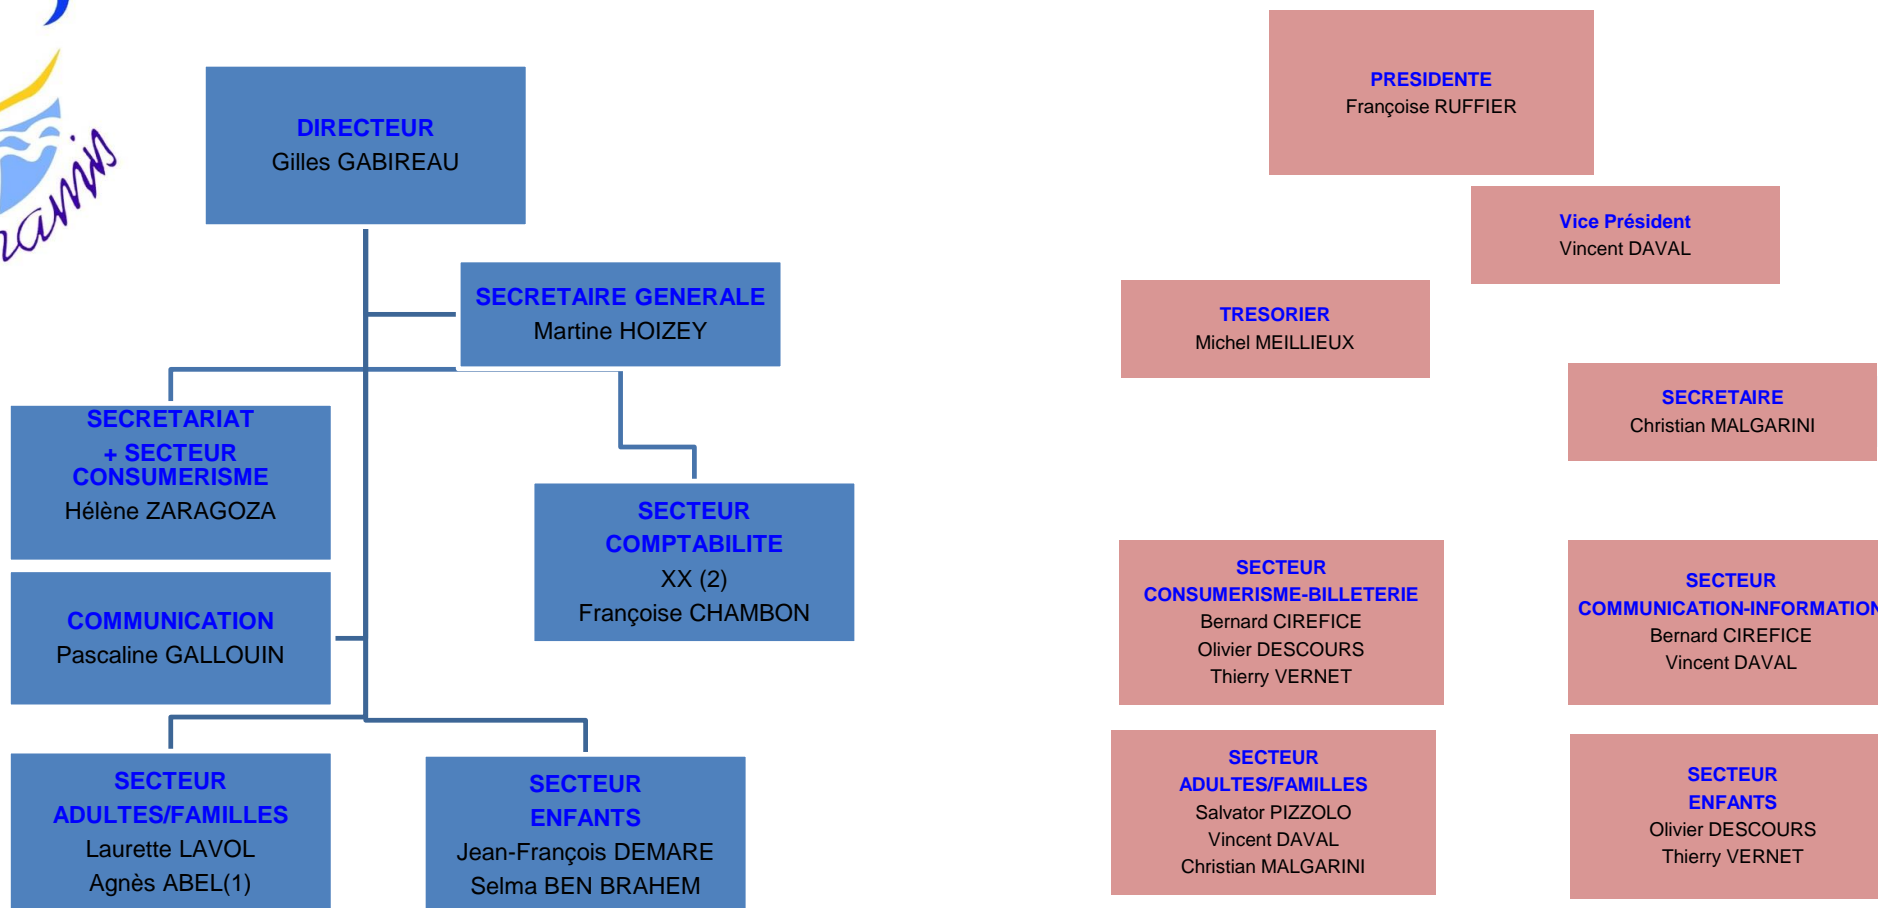 DIRECTEUR
Gilles GABIREAU
SECRETAIRE GENERALE
Martine HOIZEY
SECRETARIAT
+ SECTEUR
CONSUMERISME
Hélène ZARAGOZA
SECTEUR
COMPTABILITE
XX (2)
Françoise CHAMBON
COMMUNICATION
Pascaline GALLOUIN
SECTEUR
ADULTES/FAMILLES
Laurette LAVOL
Agnès ABEL(1)
SECTEUR
ENFANTS
Jean-François DEMARE
Selma BEN BRAHEM
PRESIDENTE
Françoise RUFFIER
Vice Président
Vincent DAVAL
TRESORIER
Michel MEILLIEUX
SECRETAIRE
Christian MALGARINI
SECTEUR
CONSUMERISME-BILLETERIE
Bernard CIREFICE
Olivier DESCOURS
Thierry VERNET
SECTEUR
COMMUNICATION-INFORMATION
Bernard CIREFICE
Vincent DAVAL
SECTEUR
ADULTES/FAMILLES
Salvator PIZZOLO
Vincent DAVAL
Christian MALGARINI
SECTEUR
ENFANTS
Olivier DESCOURS
Thierry VERNET